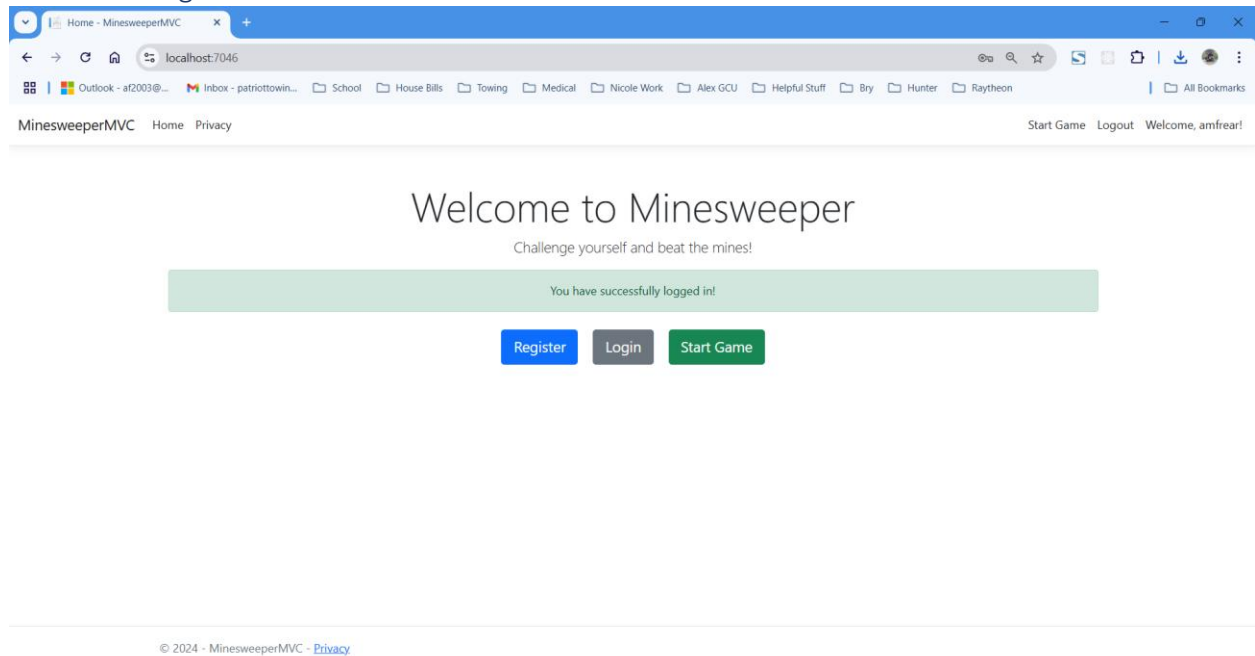 Home - MinesweeperMVC
localhost:7046
Outlook - af2003@... Inbox - patriottowin... School House Bills Towing Medical Nicole Work Alex GCU Helpful Stuff Bry Hunter Raytheon All Bookmarks
MinesweeperMVC Home Privacy Start Game Logout Welcome, amfrear!
Welcome to Minesweeper
Challenge yourself and beat the mines!
You have successfully logged in!
Register Login Start Game
© 2024 - MinesweeperMVC - Privacy